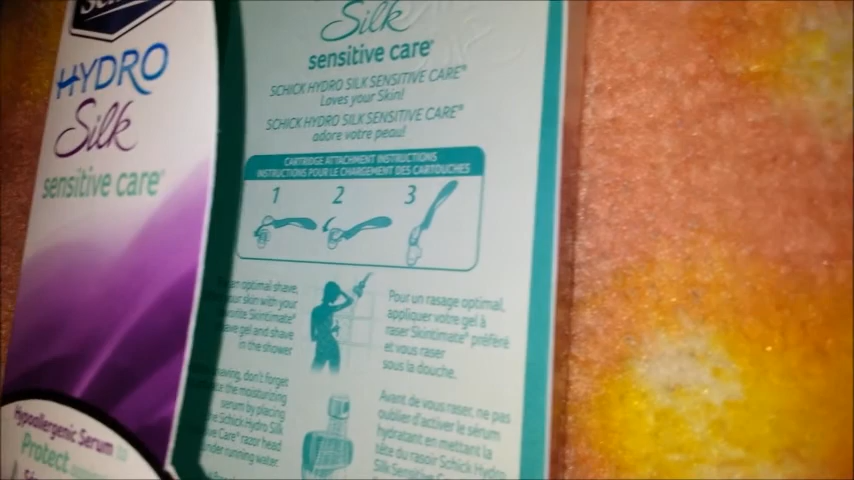 HYDRO
Silk
sensitive care®
Hypoallergenic Serum
Protect
Silk
sensitive care®
SCHICK HYDRO SILK SENSITIVE CARE®
Loves your Skin!
SCHICK HYDRO SILK SENSITIVE CARE®
adore votre peau!
CARTRIDGE ATTACHMENT INSTRUCTIONS
INSTRUCTIONS POUR LE CHARGEMENT DES CARTOUCHES
1 2 3
an optimal shave,
your skin with your
Skintimate®
gel and shave
in the shower
Pour un rasage optimal,
appliquer votre gel à
raser Skintimate® préféré
et vous raser
sous la douche.
don't forget
the moisturizing
serum by placing
Schick Hydro Silk
Care® razor head
under running water.
Avant de vous raser, ne pas
oublier d'activer le sérum
hydratant en mettant la
tête du rasoir Schick Hydro
Silk Sensitive